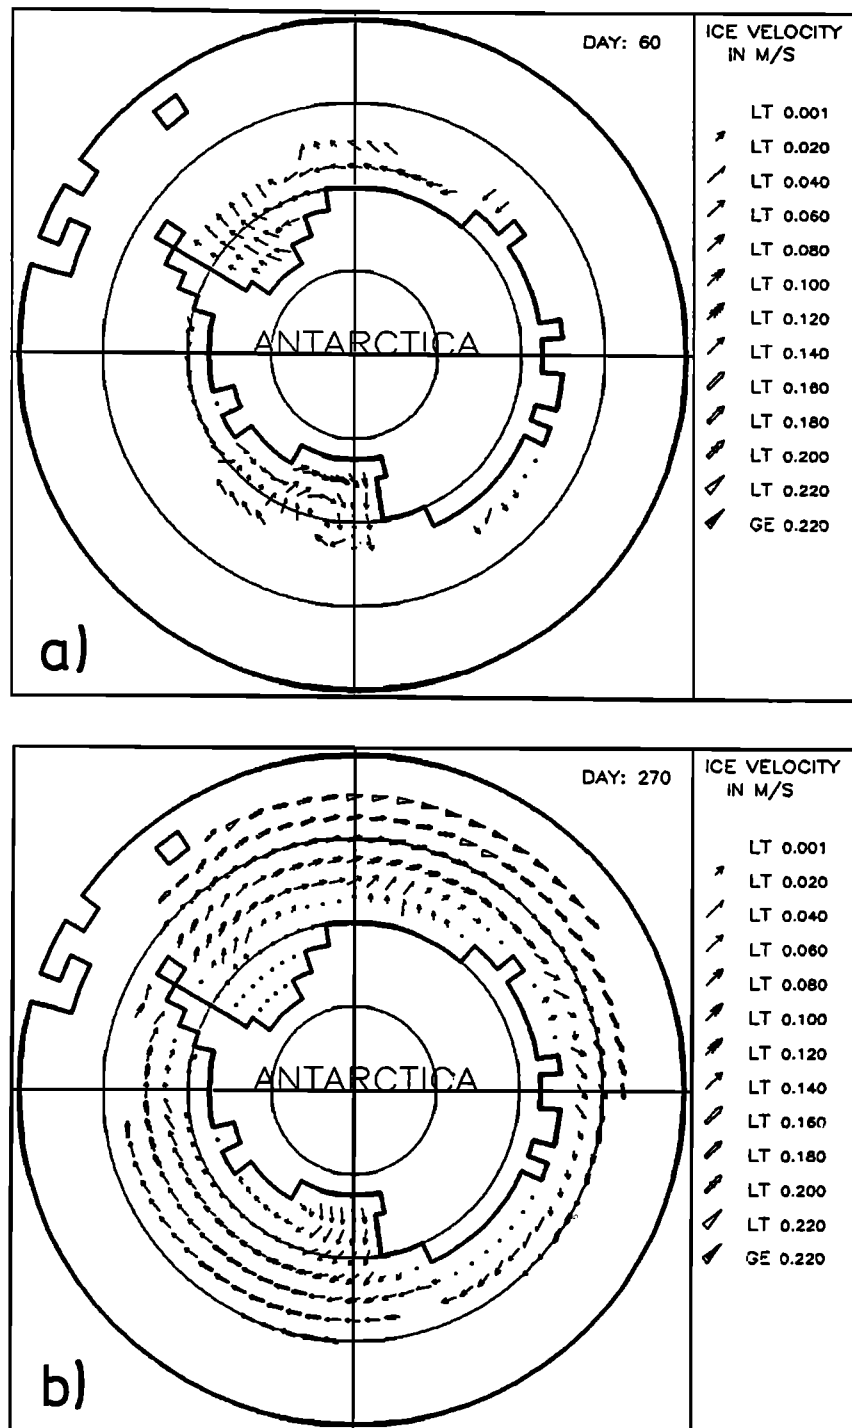 DAY: 60
ICE VELOCITY
IN M/S
LT 0.001
LT 0.020
LT 0.040
LT 0.060
LT 0.080
LT 0.100
LT 0.120
LT 0.140
LT 0.160
LT 0.180
LT 0.200
LT 0.220
GE 0.220
ANTARCTICA
a)
DAY: 270
ICE VELOCITY
IN M/S
LT 0.001
LT 0.020
LT 0.040
LT 0.060
LT 0.080
LT 0.100
LT 0.120
LT 0.140
LT 0.160
LT 0.180
LT 0.200
LT 0.220
GE 0.220
ANTARCTICA
b)